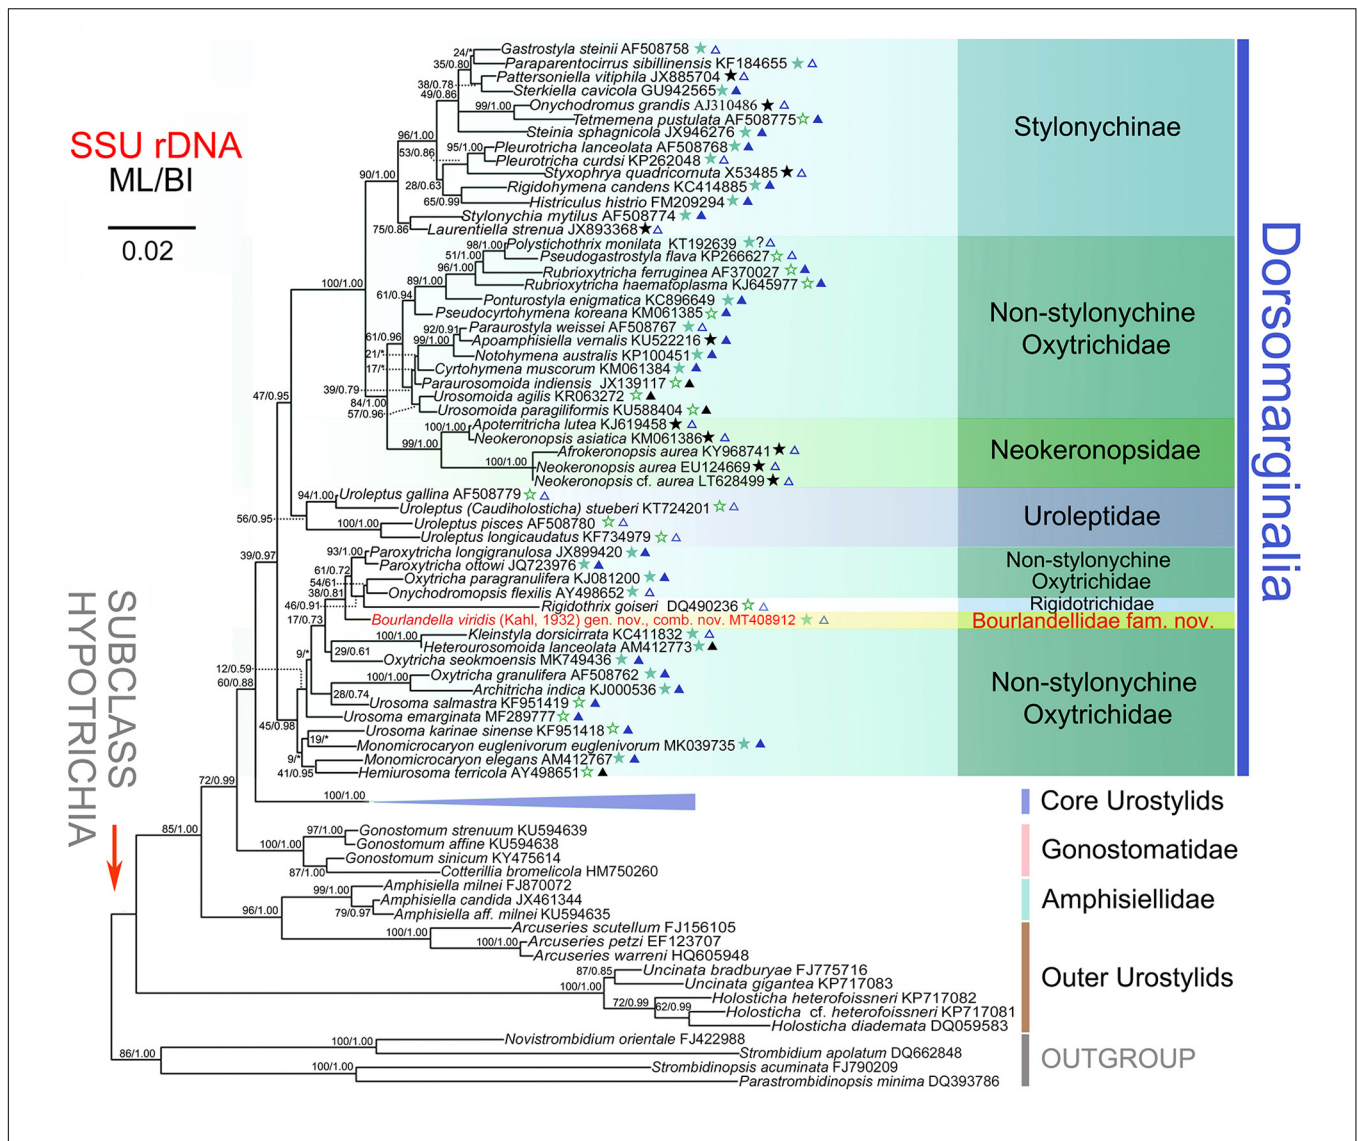 SSU rDNA
ML/BI
0.02
SUBCLASS
HYPOTRICHIA
24/*
Gastrostyla steinii AF508758
35/0.80
Paraparentocirrus sibillinensis KF184655
Pattersoniella vitiphila JX885704
38/0.78
Sterkiella cavicola GU942565
49/0.86
99/1.00
Onychodromus grandis AJ310486
Tetmemena pustulata AF508775
Steinia sphagnicola JX946276
96/1.00
95/1.00
Pleurotricha lanceolata AF508768
53/0.86
Pleurotricha curdsi KP262048
Styxophrya quadricornuta X53485
90/1.00
28/0.63
Rigidohymena candens KC414885
65/0.99
Histriculus histrio FM209294
Stylonychia mytilus AF508774
75/0.86
Laurentiella strenua JX893368
98/1.00
Polystichothrix monilata KT192639 ?
51/1.00
Pseudogastrostyla flava KP266627
96/1.00
Rubrioxytricha ferruginea AF370027
89/1.00
Rubrioxytricha haematoplasma KJ645977
100/1.00
61/0.94
Ponturostyla enigmatica KC896649
Pseudocyrtohymena koreana KM061385
92/0.91
Paraurostyla weissei AF508767
61/0.96
99/1.00
Apoamphisiella vernalis KU522216
21/*
Notohymena australis KP100451
17/*
Cyrtohymena muscorum KM061384
39/0.79
Paraurosomoida indiensis JX139117
84/1.00
Urosomoida agilis KR063272
57/0.96
Urosomoida paragiliformis KU588404
47/0.95
100/1.00
Apoterritricha lutea KJ619458
Neokeronopsis asiatica KM061386
99/1.00
Afrokeronopsis aurea KY968741
100/1.00
Neokeronopsis aurea EU124669
Neokeronopsis cf. aurea LT628499
94/1.00
Uroleptus gallina AF508779
Uroleptus (Caudiholosticha) stueberi KT724201
56/0.95
100/1.00
Uroleptus pisces AF508780
Uroleptus longicaudatus KF734979
39/0.97
93/1.00
Paroxytricha longigranulosa JX899420
61/0.72
Paroxytricha ottowi JQ723976
54/61
Oxytricha paragranulifera KJ081200
38/0.81
Onychodromopsis flexilis AY498652
46/0.91
Rigidothrix goiseri DQ490236
17/0.73
Bourlandella viridis (Kahl, 1932) gen. nov., comb. nov. MT408912
100/1.00
Kleinstyla dorsicirrata KC411832
9/*
29/0.61
Heterourosomoida lanceolata AM412773
12/0.59
Oxytricha seokmoensis MK749436
60/0.88
100/1.00
Oxytricha granulifera AF508762
28/0.74
Architricha indica KJ000536
Urosoma salmastra KF951419
45/0.98
Urosoma emarginata MF289777
19/*
Urosoma karinae sinense KF951418
Monomicrocaryon euglenivorum euglenivorum MK039735
9/*
Monomicrocaryon elegans AM412767
41/0.95
Hemiurosoma terricola AY498651
72/0.99
100/1.00
85/1.00
97/1.00
Gonostomum strenuum KU594639
100/1.00
Gonostomum affine KU594638
Gonostomum sinicum KY475614
87/1.00
Cotterillia bromelicola HM750260
99/1.00
Amphisiella milnei FJ870072
Amphisiella candida JX461344
96/1.00
79/0.97
Amphisiella aff. milnei KU594635
100/1.00
Arcuseries scutellum FJ156105
100/1.00
Arcuseries petzi EF123707
Arcuseries warreni HQ605948
87/0.85
Uncinata bradburyae FJ775716
100/1.00
Uncinata gigantea KP717083
72/0.99
Holosticha heterofoissneri KP717082
62/0.99
Holosticha cf. heterofoissneri KP717081
Holosticha diademata DQ059583
100/1.00
Novistrombidium orientale FJ422988
86/1.00
Strombidium apolatum DQ662848
100/1.00
Strombidinopsis acuminata FJ790209
Parastrombidinopsis minima DQ393786
Stylonychinae
Non-stylonychine
Oxytrichidae
Neokeronopsidae
Uroleptidae
Non-stylonychine
Oxytrichidae
Rigidotrichidae
Bourlandellidae fam. nov.
Non-stylonychine
Oxytrichidae
Dorsomarginalia
Core Urostylids
Gonostomatidae
Amphisiellidae
Outer Urostylids
OUTGROUP